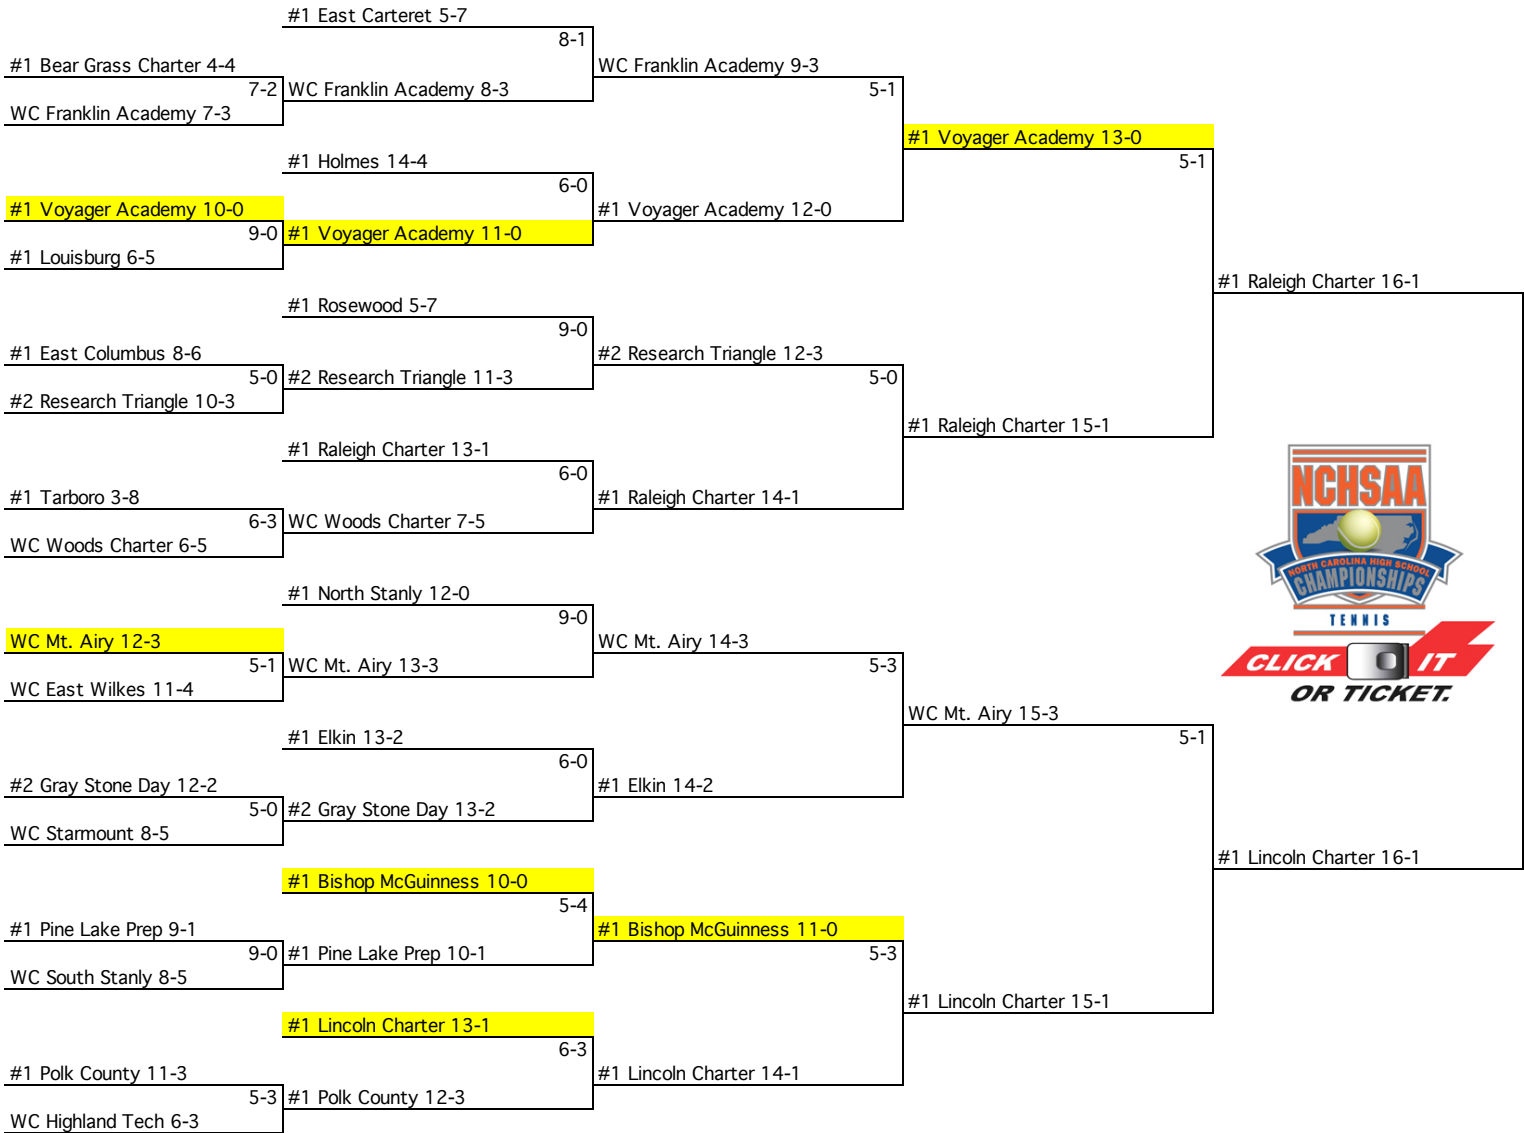 #1 East Carteret 5-7
8-1
#1 Bear Grass Charter 4-4
WC Franklin Academy 9-3
7-2
WC Franklin Academy 8-3
5-1
WC Franklin Academy 7-3
#1 Voyager Academy 13-0
#1 Holmes 14-4
5-1
6-0
#1 Voyager Academy 10-0
#1 Voyager Academy 12-0
9-0
#1 Voyager Academy 11-0
#1 Louisburg 6-5
#1 Raleigh Charter 16-1
#1 Rosewood 5-7
9-0
#1 East Columbus 8-6
#2 Research Triangle 12-3
5-0
#2 Research Triangle 11-3
5-0
#2 Research Triangle 10-3
#1 Raleigh Charter 15-1
#1 Raleigh Charter 13-1
6-0
#1 Tarboro 3-8
#1 Raleigh Charter 14-1
6-3
WC Woods Charter 7-5
WC Woods Charter 6-5
NCHSAA
NORTH CAROLINA HIGH SCHOOL
CHAMPIONSHIPS
TENNIS
#1 North Stanly 12-0
9-0
WC Mt. Airy 12-3
WC Mt. Airy 14-3
5-1
WC Mt. Airy 13-3
5-3
CLICK IT
OR TICKET.
WC East Wilkes 11-4
WC Mt. Airy 15-3
#1 Elkin 13-2
5-1
6-0
#2 Gray Stone Day 12-2
#1 Elkin 14-2
5-0
#2 Gray Stone Day 13-2
WC Starmount 8-5
#1 Lincoln Charter 16-1
#1 Bishop McGuinness 10-0
5-4
#1 Pine Lake Prep 9-1
#1 Bishop McGuinness 11-0
9-0
#1 Pine Lake Prep 10-1
5-3
WC South Stanly 8-5
#1 Lincoln Charter 15-1
#1 Lincoln Charter 13-1
6-3
#1 Polk County 11-3
#1 Lincoln Charter 14-1
5-3
#1 Polk County 12-3
WC Highland Tech 6-3